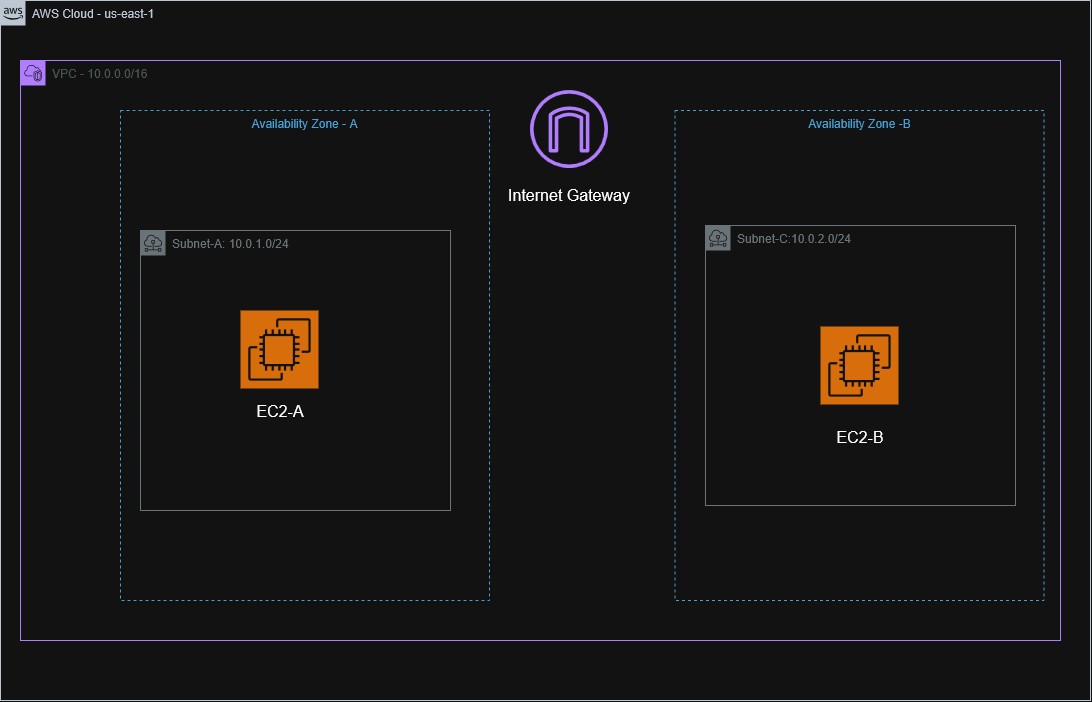 aws
AWS Cloud - us-east-1
VPC - 10.0.0.0/16
Availability Zone - A
Availability Zone -B
Internet Gateway
Subnet-A: 10.0.1.0/24
Subnet-C:10.0.2.0/24
EC2-A
EC2-B